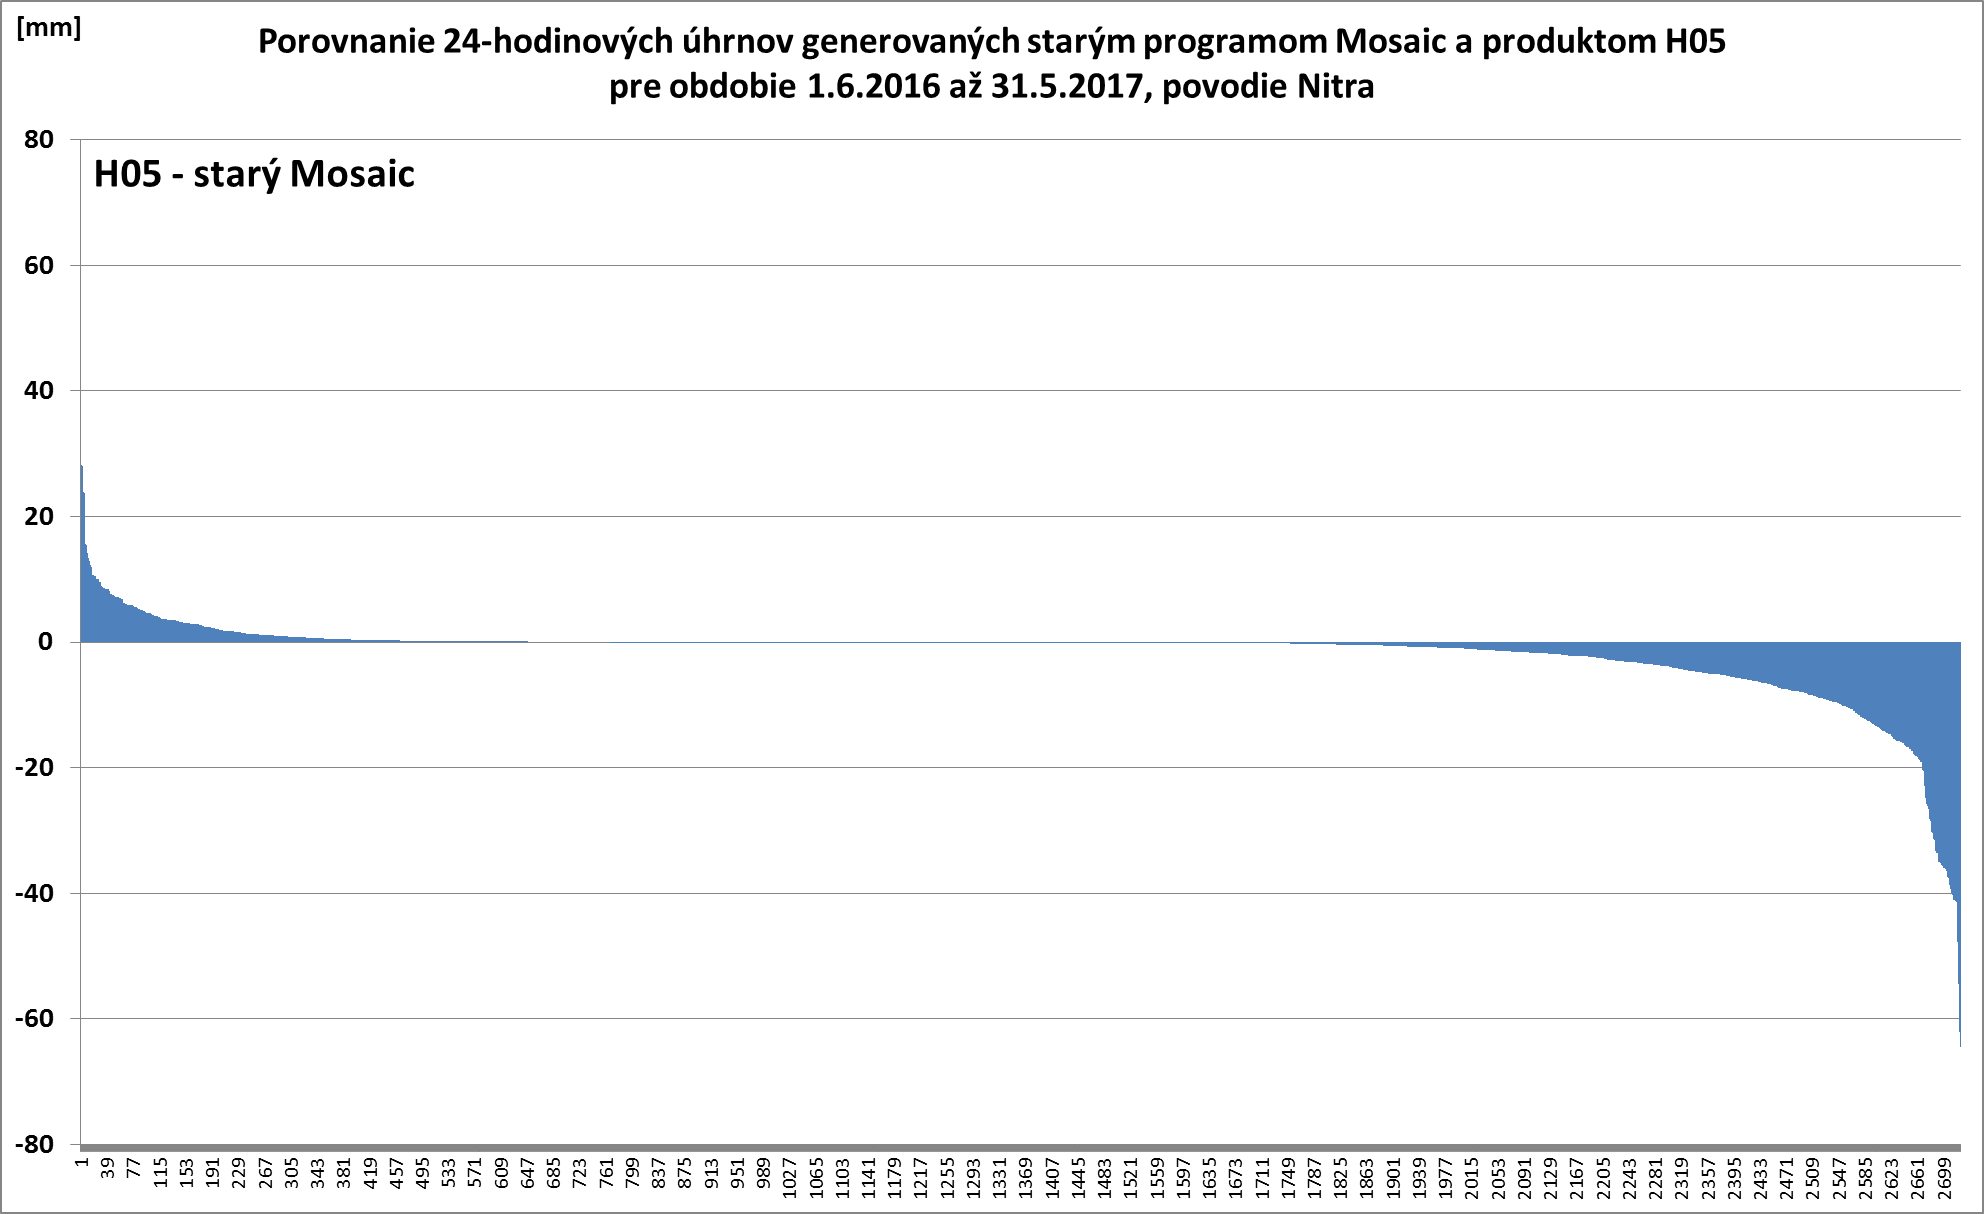 [mm]
Porovnanie 24-hodinových úhrnov generovaných starým programom Mosaic a produktom H05
pre obdobie 1.6.2016 až 31.5.2017, povodie Nitra
H05 - starý Mosaic
80
60
40
20
0
-20
-40
-60
-80
1 39 77 115 153 191 229 267 305 343 381 419 457 495 533 571 609 647 685 723 761 799 837 875 913 951 989 1027 1065 1103 1141 1179 1217 1255 1293 1331 1369 1407 1445 1483 1521 1559 1597 1635 1673 1711 1749 1787 1825 1863 1901 1939 1977 2015 2053 2091 2129 2167 2205 2243 2281 2319 2357 2395 2433 2471 2509 2547 2585 2623 2661 2699